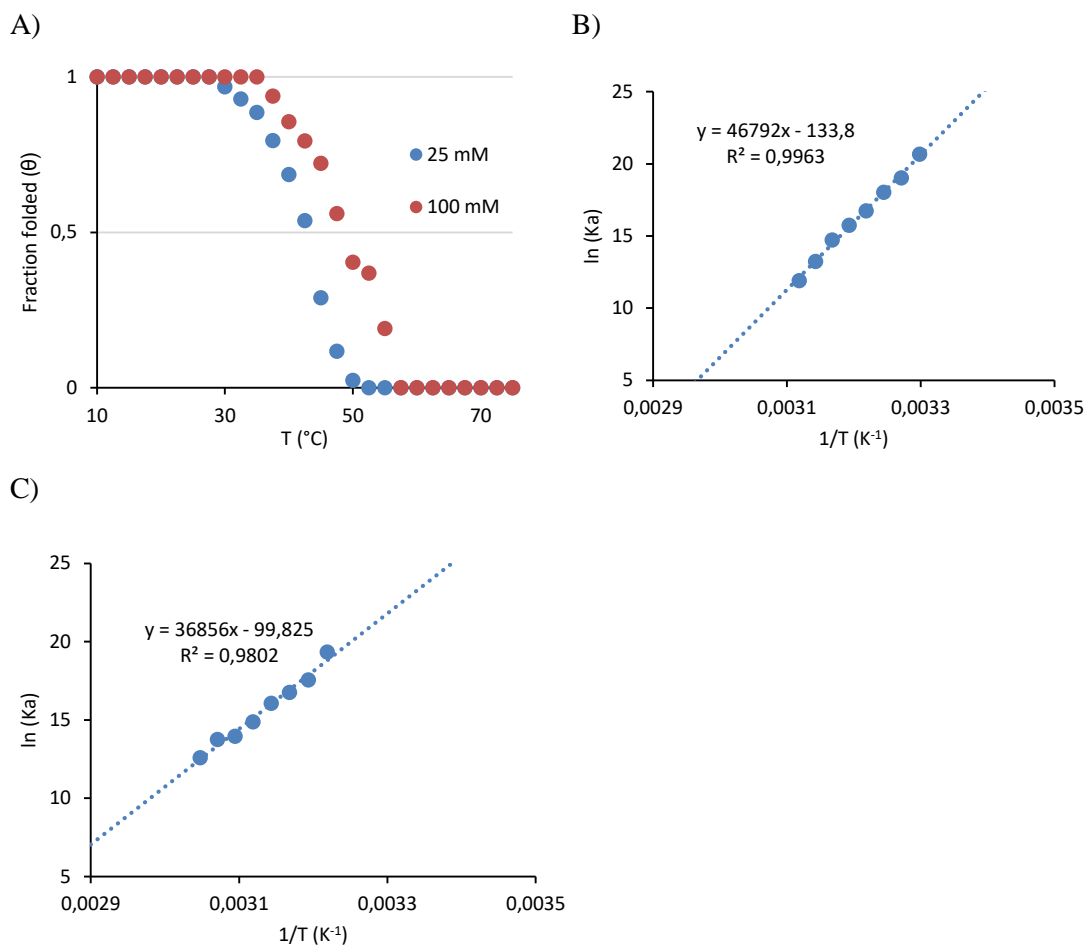 A)
1
0,5
0
Fraction folded (θ)
25 mM
100 mM
10
30
50
70
T (°C)
B)
25
20
15
10
5
ln (Ka)
y = 46792x - 133,8
R² = 0,9963
0,0029
0,0031
0,0033
0,0035
1/T (K⁻¹)
C)
25
20
15
10
5
ln (Ka)
y = 36856x - 99,825
R² = 0,9802
0,0029
0,0031
0,0033
0,0035
1/T (K⁻¹)